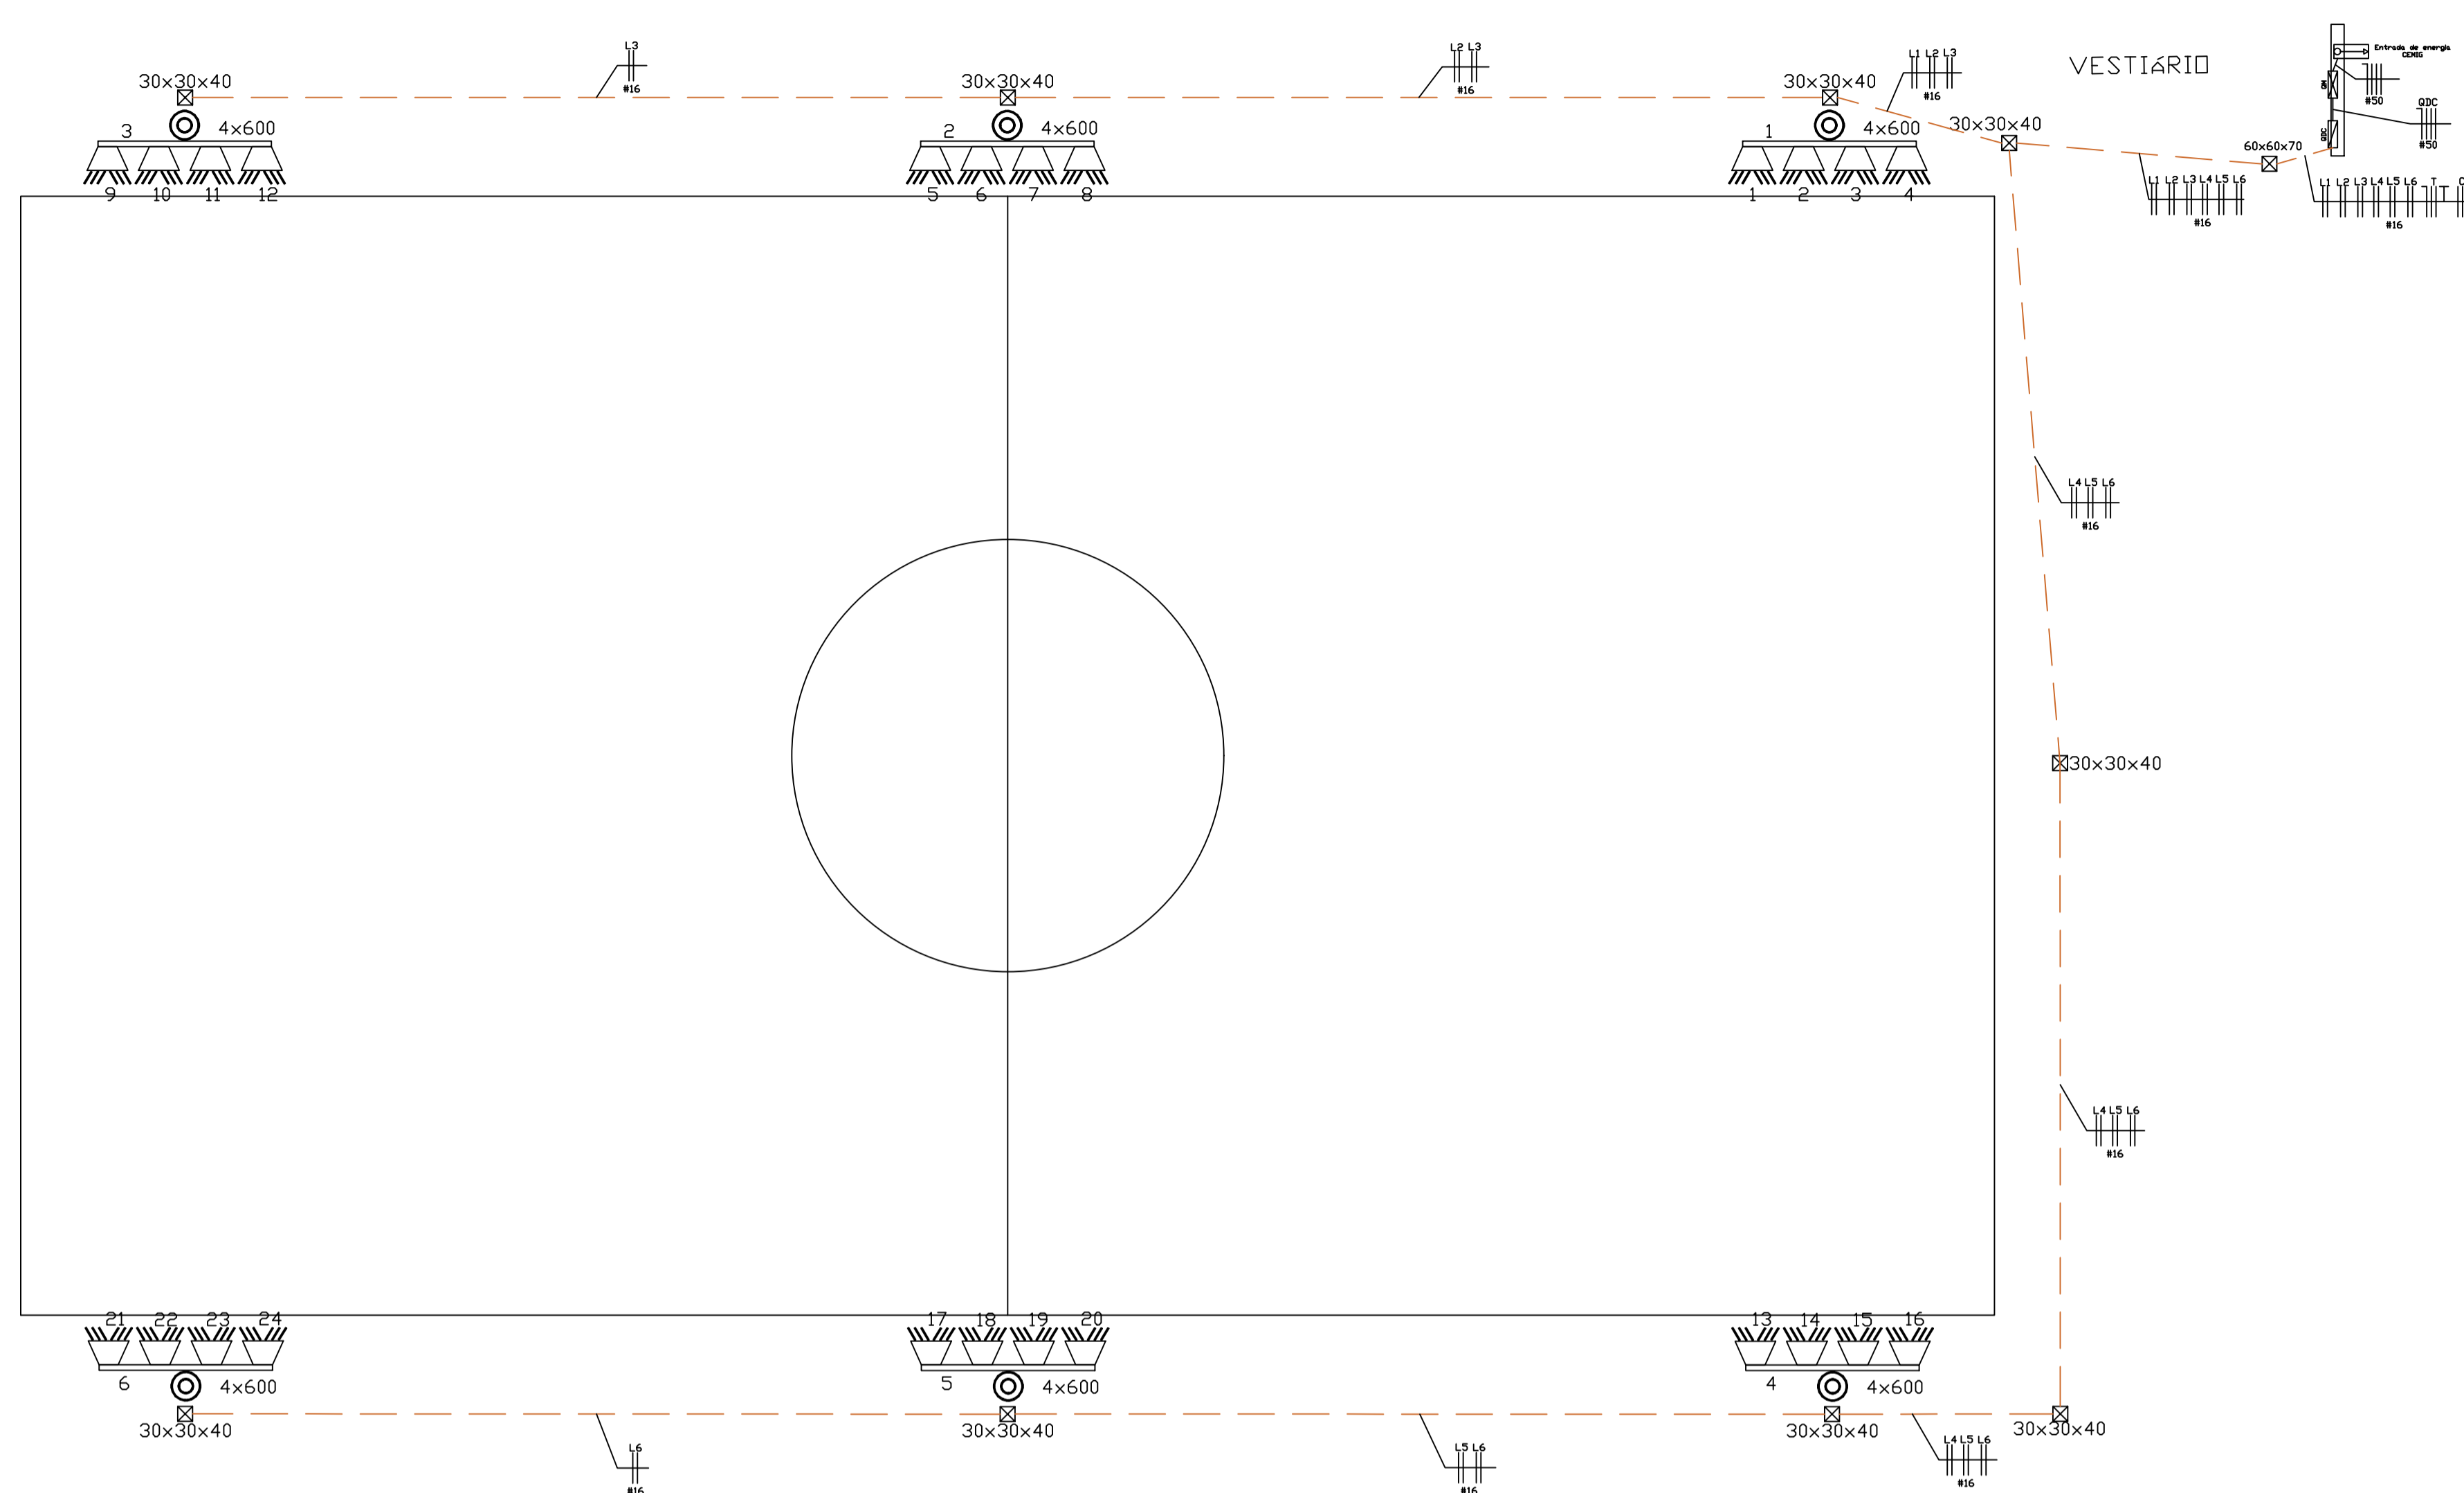 L3
#16
L2 L3
#16
L1 L2 L3
#16
VESTIÁRIO
Entrada de energia
CEMIG
#50
QM
QDC
#50
QDC
30x30x40
30x30x40
30x30x40
30x30x40
60x60x70
3
4x600
2
4x600
1
4x600
9 10 11 12
5 6 7 8
1 2 3 4
L1 L2 L3 L4 L5 L6
#16
L1 L2 L3 L4 L5 L6 T
#16
L4 L5 L6
#16
30x30x40
L4 L5 L6
#16
21 22 23 24
17 18 19 20
13 14 15 16
6
4x600
5
4x600
4
4x600
30x30x40
30x30x40
30x30x40
30x30x40
L6
#16
L5 L6
#16
L4 L5 L6
#16